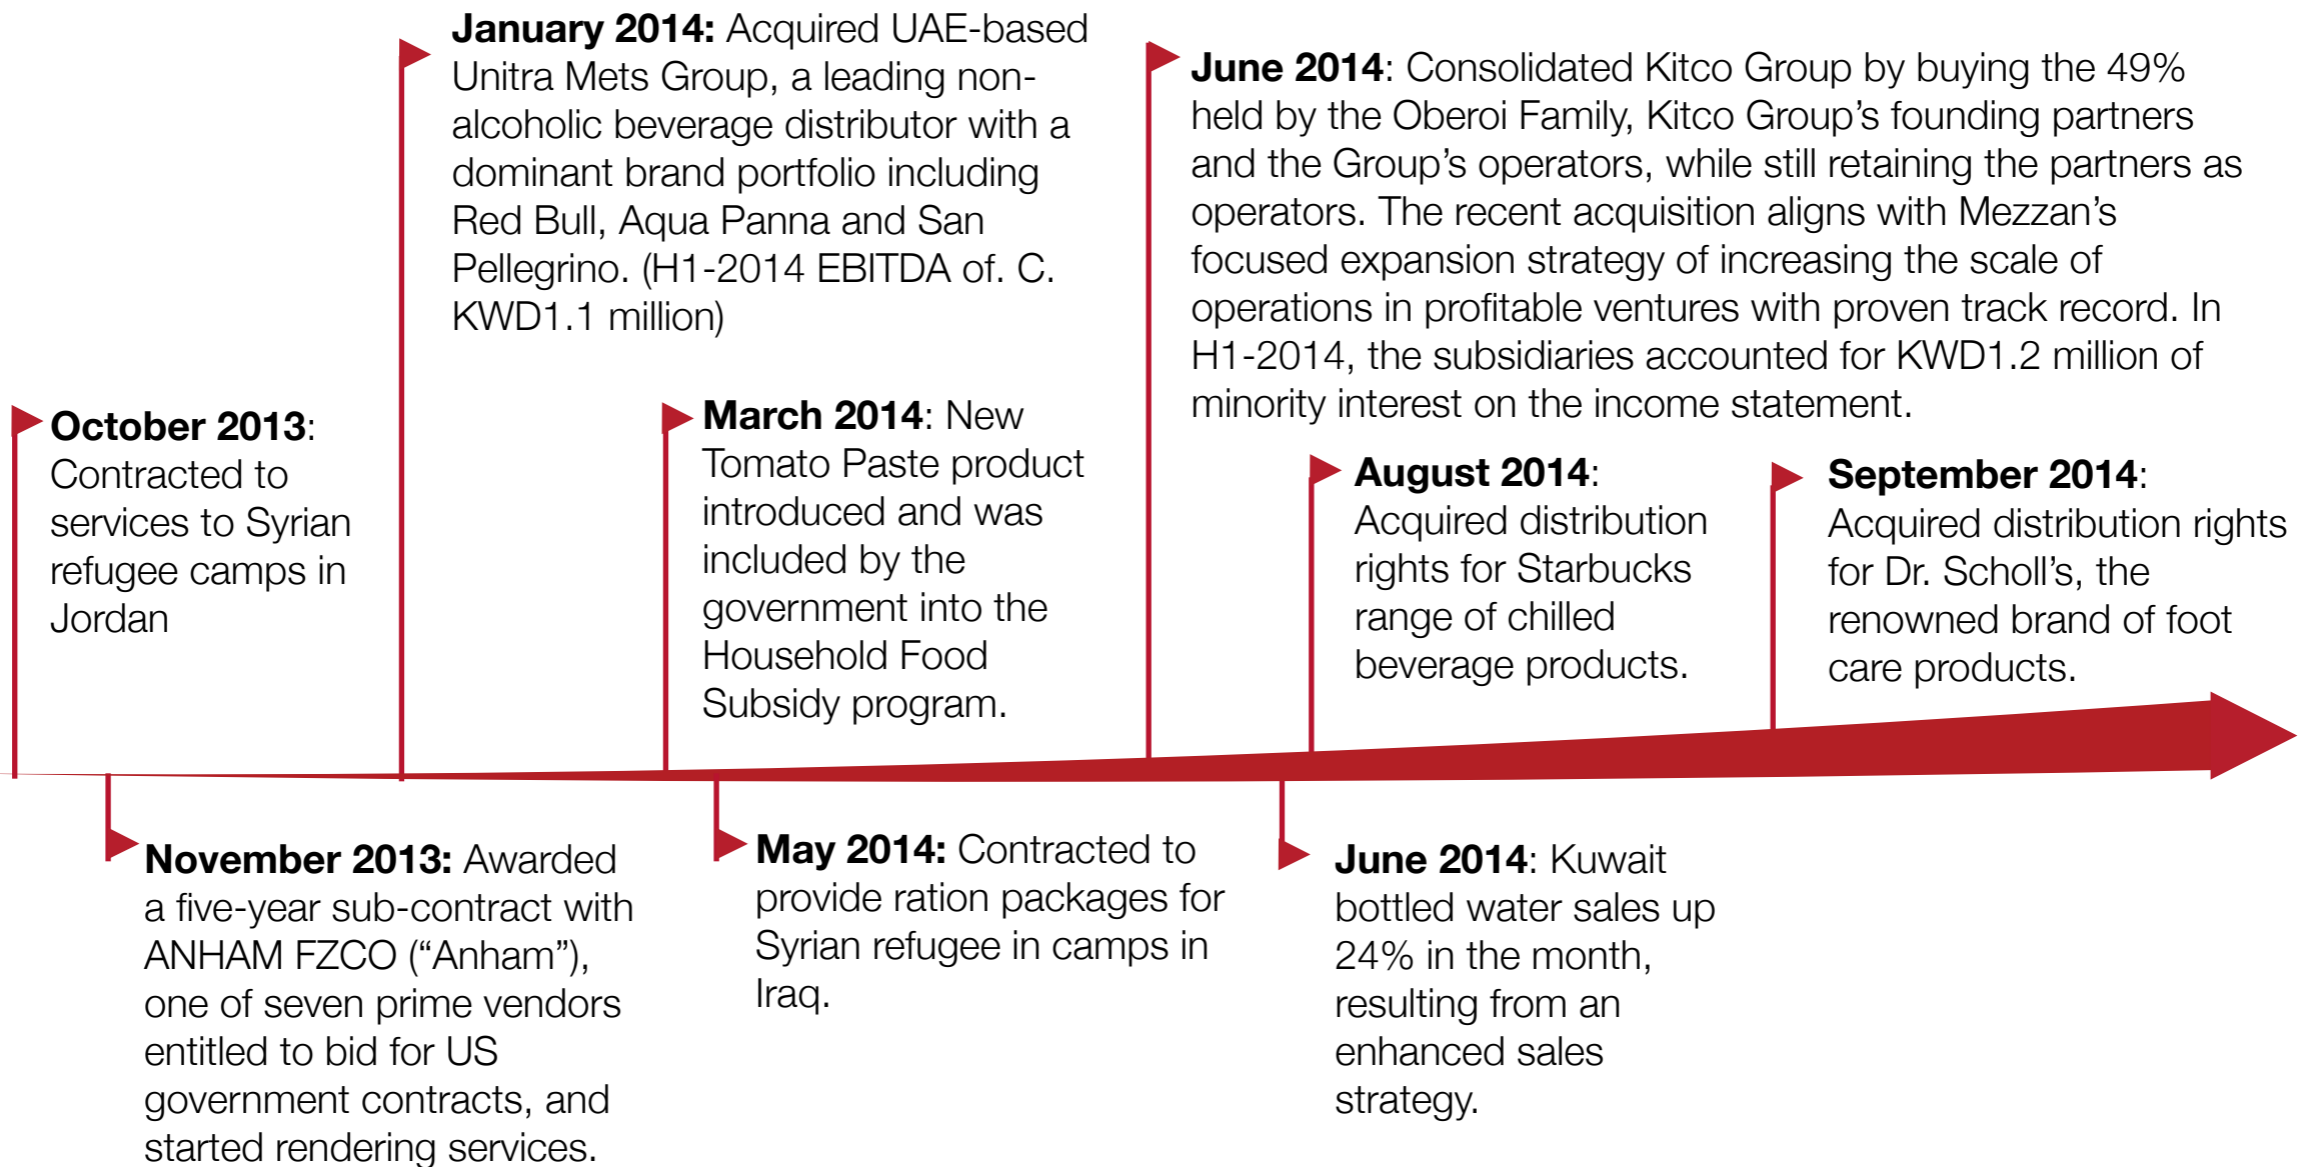 January 2014: Acquired UAE-based
Unitra Mets Group, a leading non-
alcoholic beverage distributor with a
dominant brand portfolio including
Red Bull, Aqua Panna and San
Pellegrino. (H1-2014 EBITDA of. C.
KWD1.1 million)
June 2014: Consolidated Kitco Group by buying the 49%
held by the Oberoi Family, Kitco Group’s founding partners
and the Group’s operators, while still retaining the partners as
operators. The recent acquisition aligns with Mezzan’s
focused expansion strategy of increasing the scale of
operations in profitable ventures with proven track record. In
H1-2014, the subsidiaries accounted for KWD1.2 million of
minority interest on the income statement.
October 2013:
Contracted to
services to Syrian
refugee camps in
Jordan
March 2014: New
Tomato Paste product
introduced and was
included by the
government into the
Household Food
Subsidy program.
August 2014:
Acquired distribution
rights for Starbucks
range of chilled
beverage products.
September 2014:
Acquired distribution rights
for Dr. Scholl’s, the
renowned brand of foot
care products.
November 2013: Awarded
a five-year sub-contract with
ANHAM FZCO (“Anham”),
one of seven prime vendors
entitled to bid for US
government contracts, and
started rendering services.
May 2014: Contracted to
provide ration packages for
Syrian refugee in camps in
Iraq.
June 2014: Kuwait
bottled water sales up
24% in the month,
resulting from an
enhanced sales
strategy.